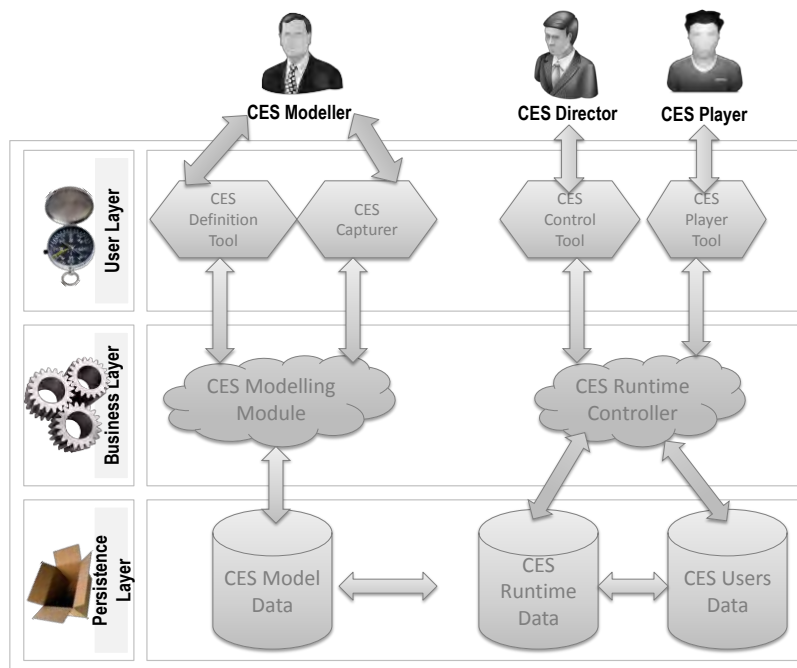 CES Modeller
CES Director
CES Player
User Layer
CES
Definition
Tool
CES
Capturer
CES
Control
Tool
CES
Player
Tool
Business Layer
CES Modelling
Module
CES Runtime
Controller
Persistence
Layer
CES Model
Data
CES
Runtime
Data
CES Users
Data